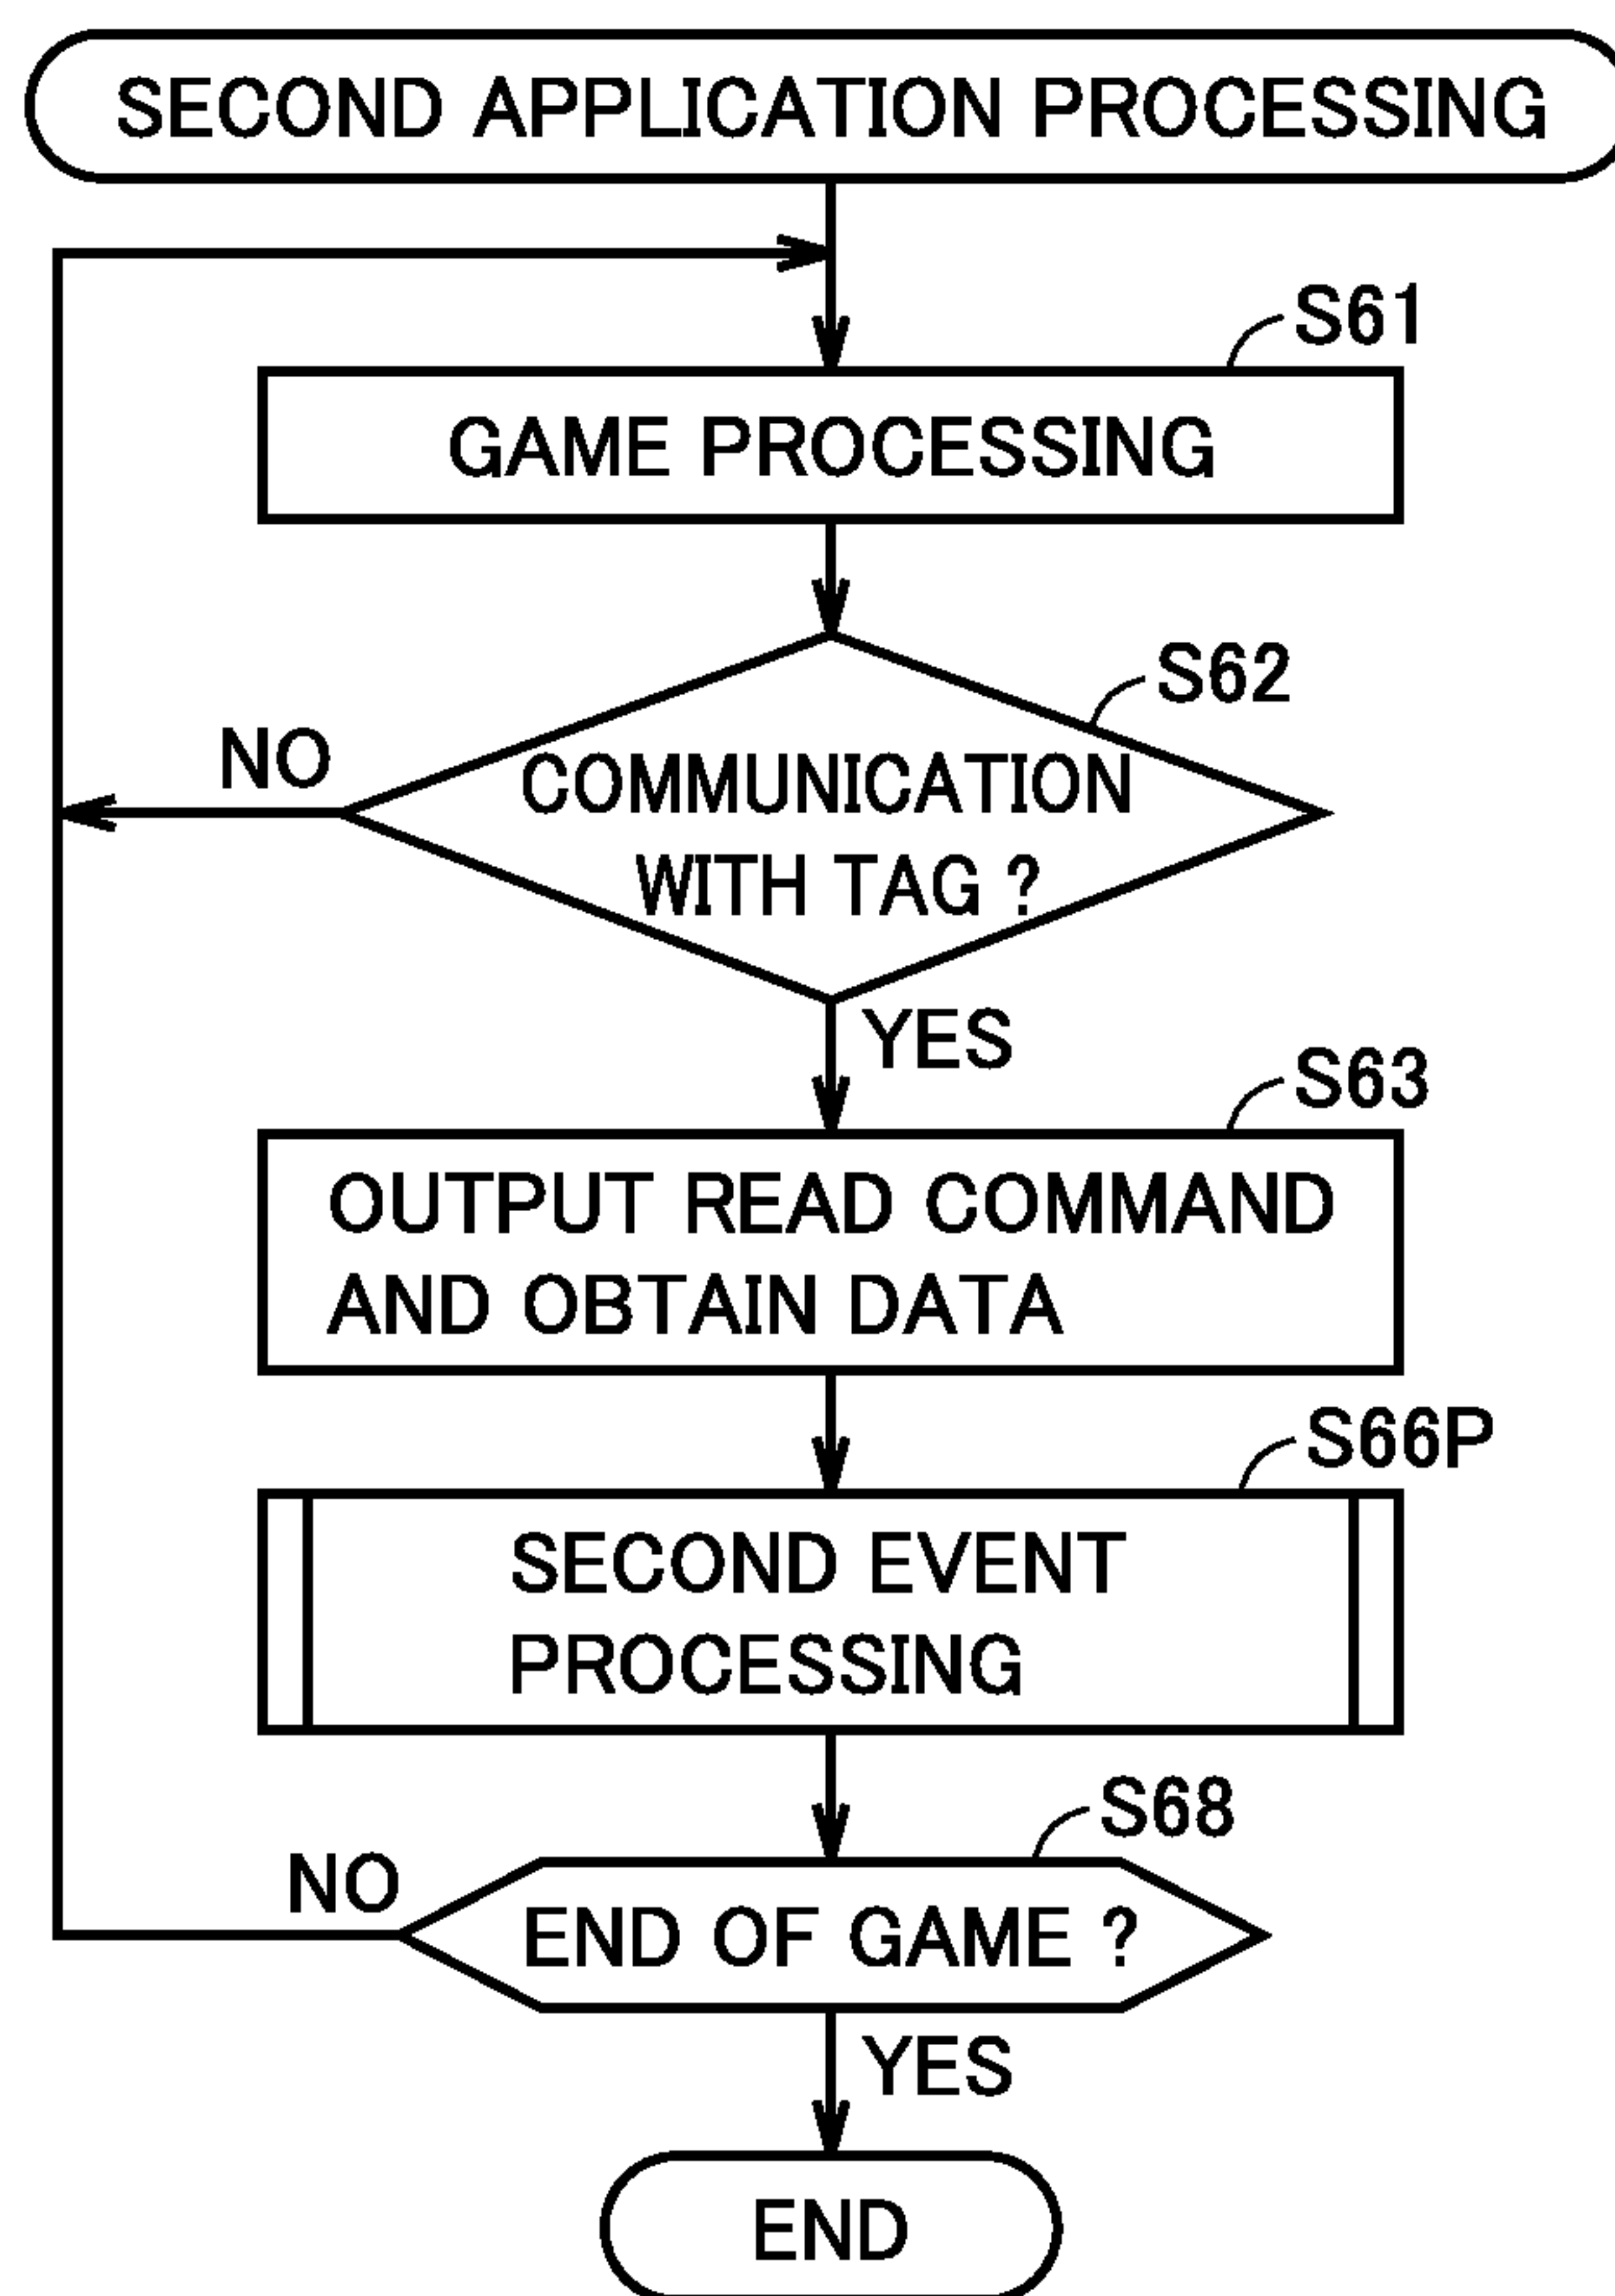 SECOND APPLICATION PROCESSING
S61
GAME PROCESSING
S62
NO
COMMUNICATION
WITH TAG ?
YES
S63
OUTPUT READ COMMAND
AND OBTAIN DATA
S66P
SECOND EVENT
PROCESSING
S68
NO
END OF GAME ?
YES
END